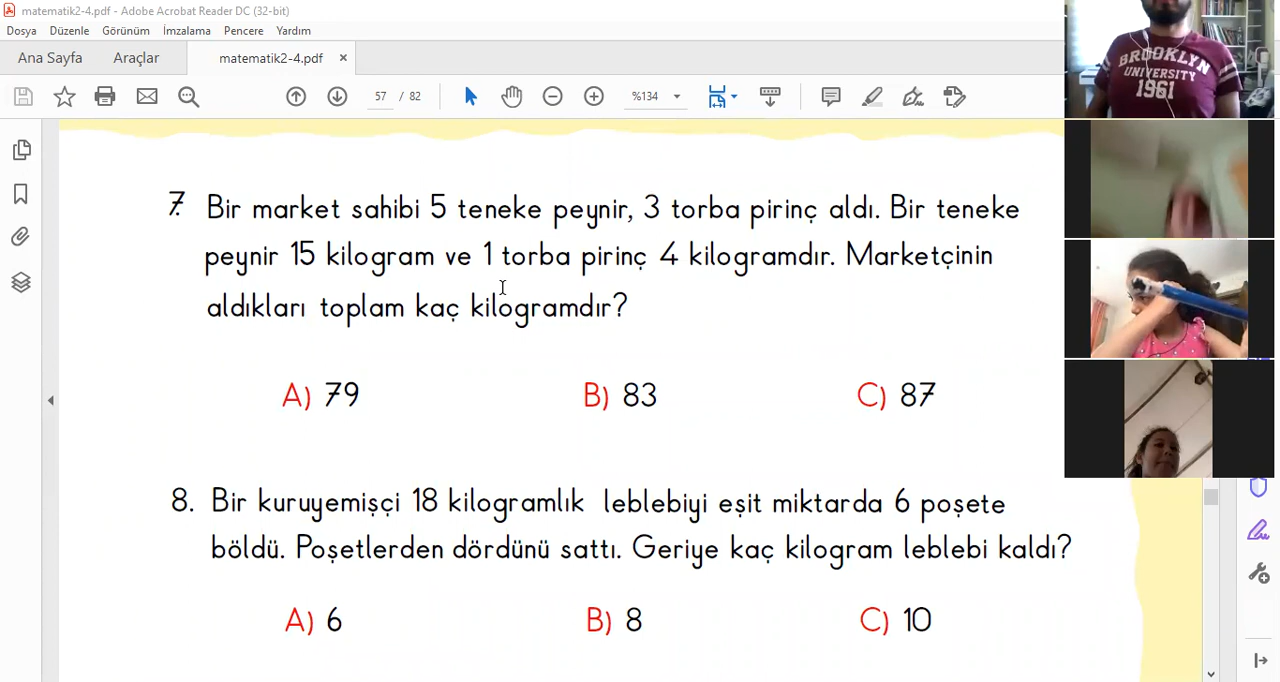 matematik2-4.pdf - Adobe Acrobat Reader DC (32-bit)
Dosya Düzenle Görünüm İmzalama Pencere Yardım
Ana Sayfa Araçlar matematik2-4.pdf ×
57 / 82 %134
7. Bir market sahibi 5 teneke peynir, 3 torba pirinç aldı. Bir teneke
peynir 15 kilogram ve 1 torba pirinç 4 kilogramdır. Marketçinin
aldıkları toplam kaç kilogramdır?
A) 79 B) 83 C) 87
8. Bir kuruyemişçi 18 kilogramlık leblebiyi eşit miktarda 6 poşete
böldü. Poşetlerden dördünü sattı. Geriye kaç kilogram leblebi kaldı?
A) 6 B) 8 C) 10
BROOKLYN
UNIVERSITY
1961